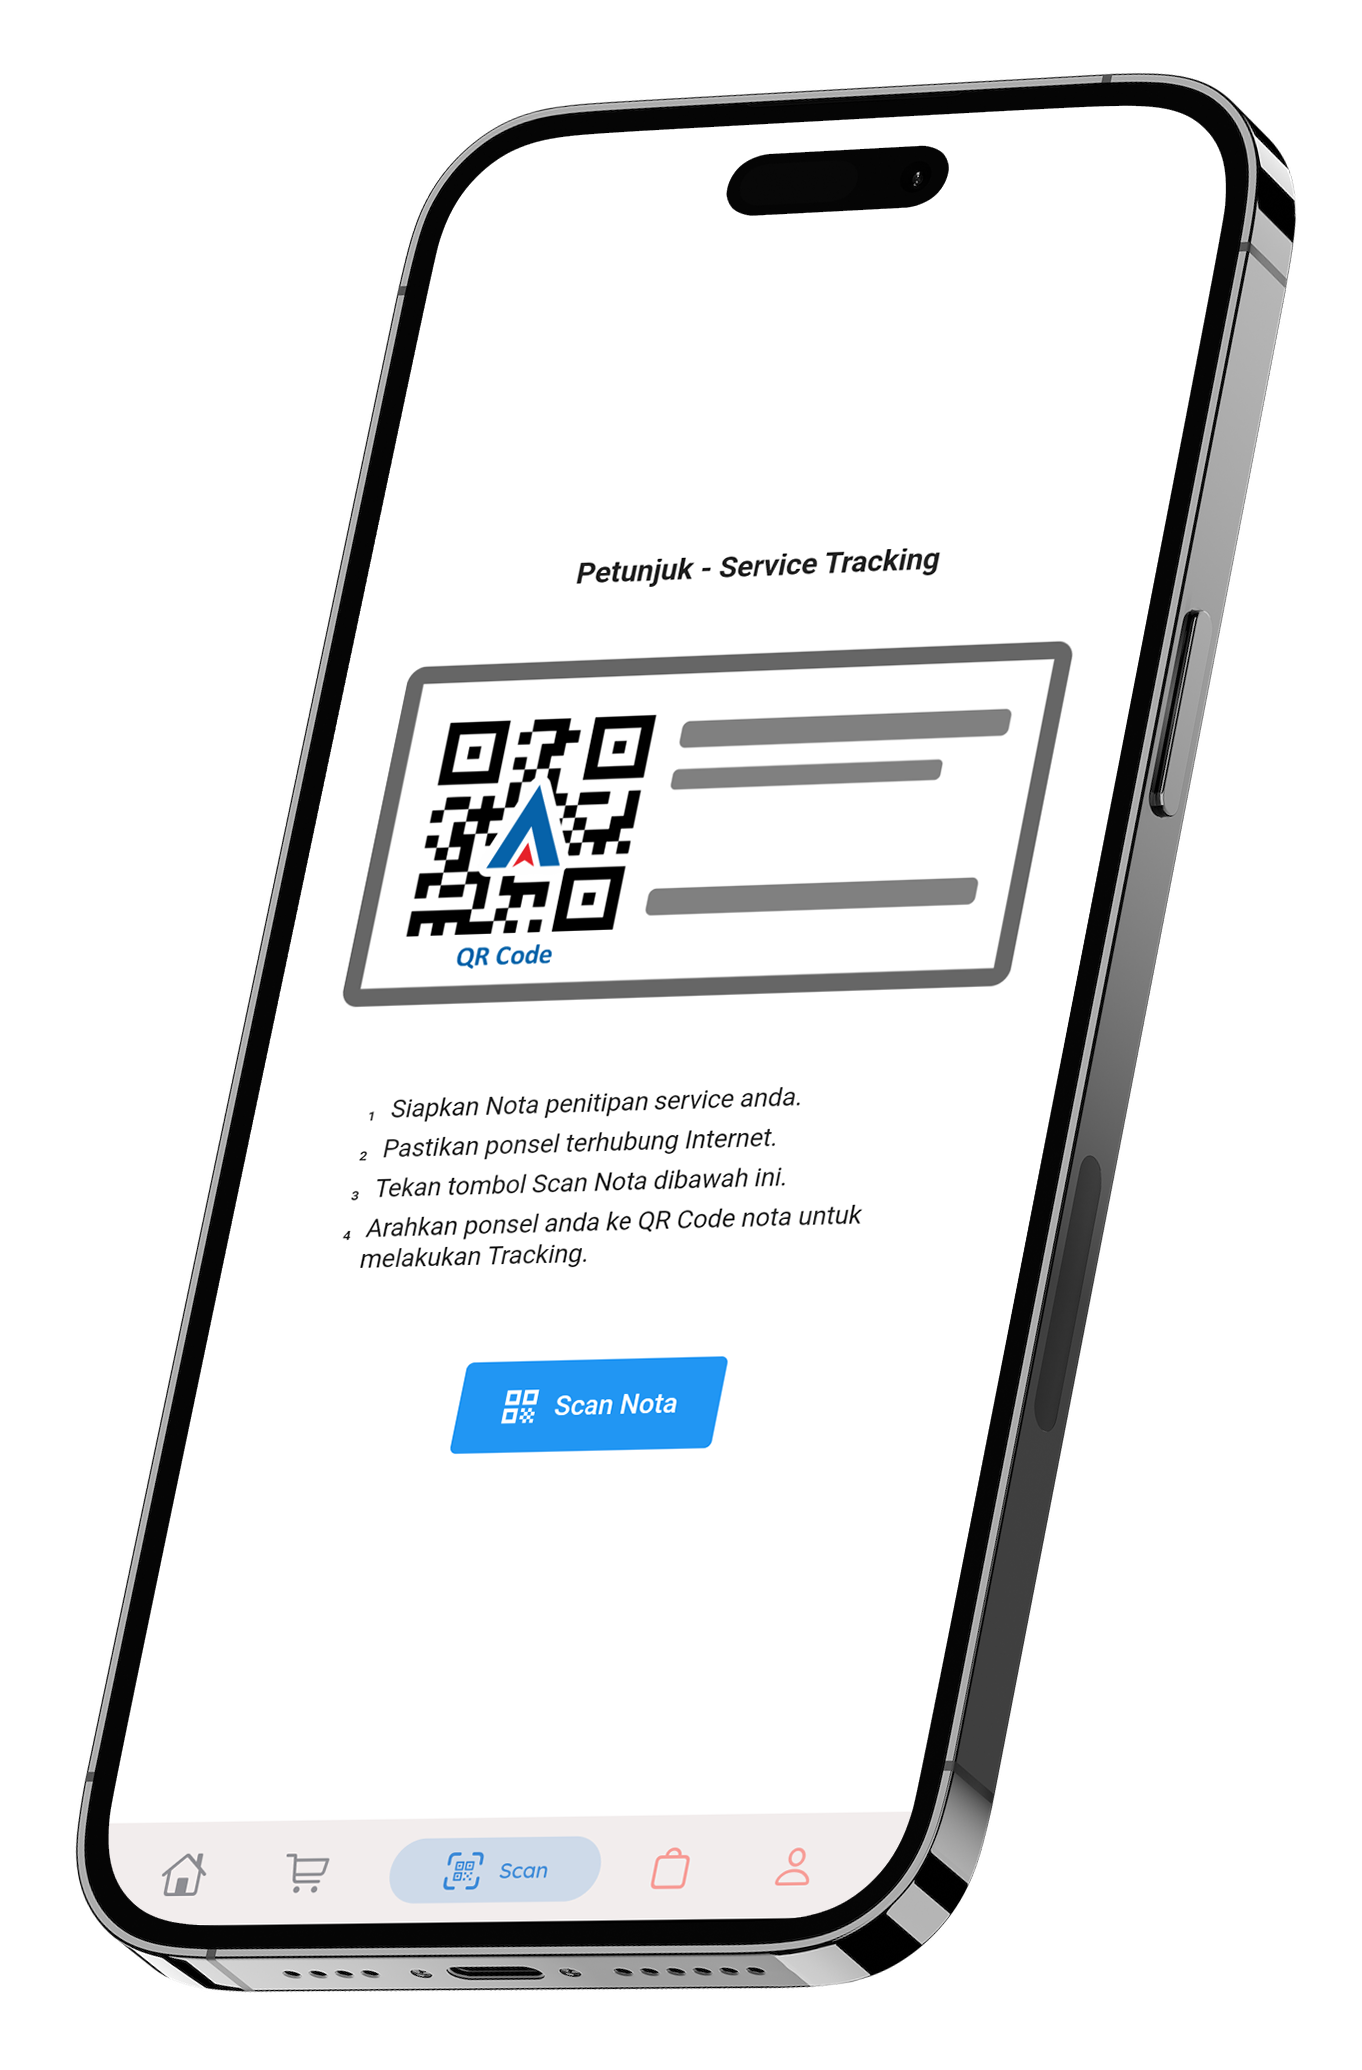 Petunjuk - Service Tracking
QR Code
1 Siapkan Nota penitipan service anda.
2 Pastikan ponsel terhubung Internet.
3 Tekan tombol Scan Nota dibawah ini.
4 Arahkan ponsel anda ke QR Code nota untuk
melakukan Tracking.
Scan Nota
Scan